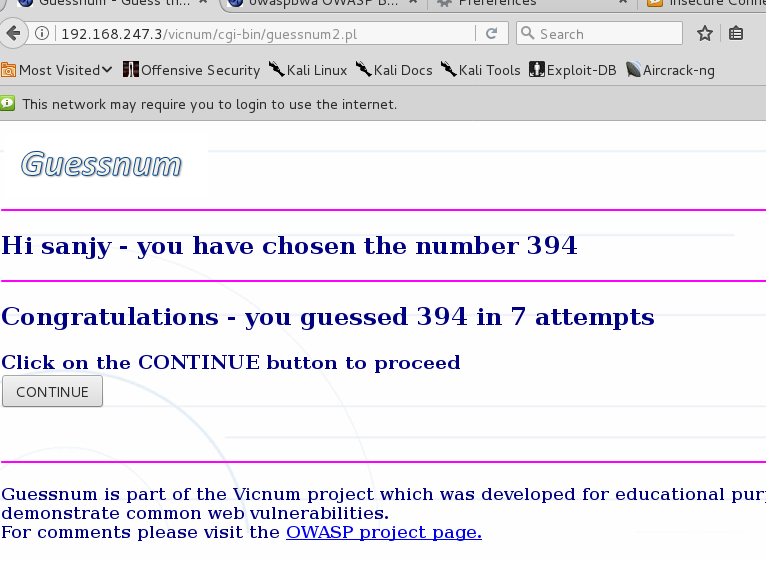 Guessnum - Guess th...
owaspbwa OWASP B...
Preferences
Insecure Conne
192.168.247.3/vicnum/cgi-bin/guessnum2.pl
Search
Most Visited
Offensive Security
Kali Linux
Kali Docs
Kali Tools
Exploit-DB
Aircrack-ng
This network may require you to login to use the internet.
Guessnum
Hi sanjy - you have chosen the number 394
Congratulations - you guessed 394 in 7 attempts
Click on the CONTINUE button to proceed
CONTINUE
Guessnum is part of the Vicnum project which was developed for educational pur
demonstrate common web vulnerabilities.
For comments please visit the OWASP project page.